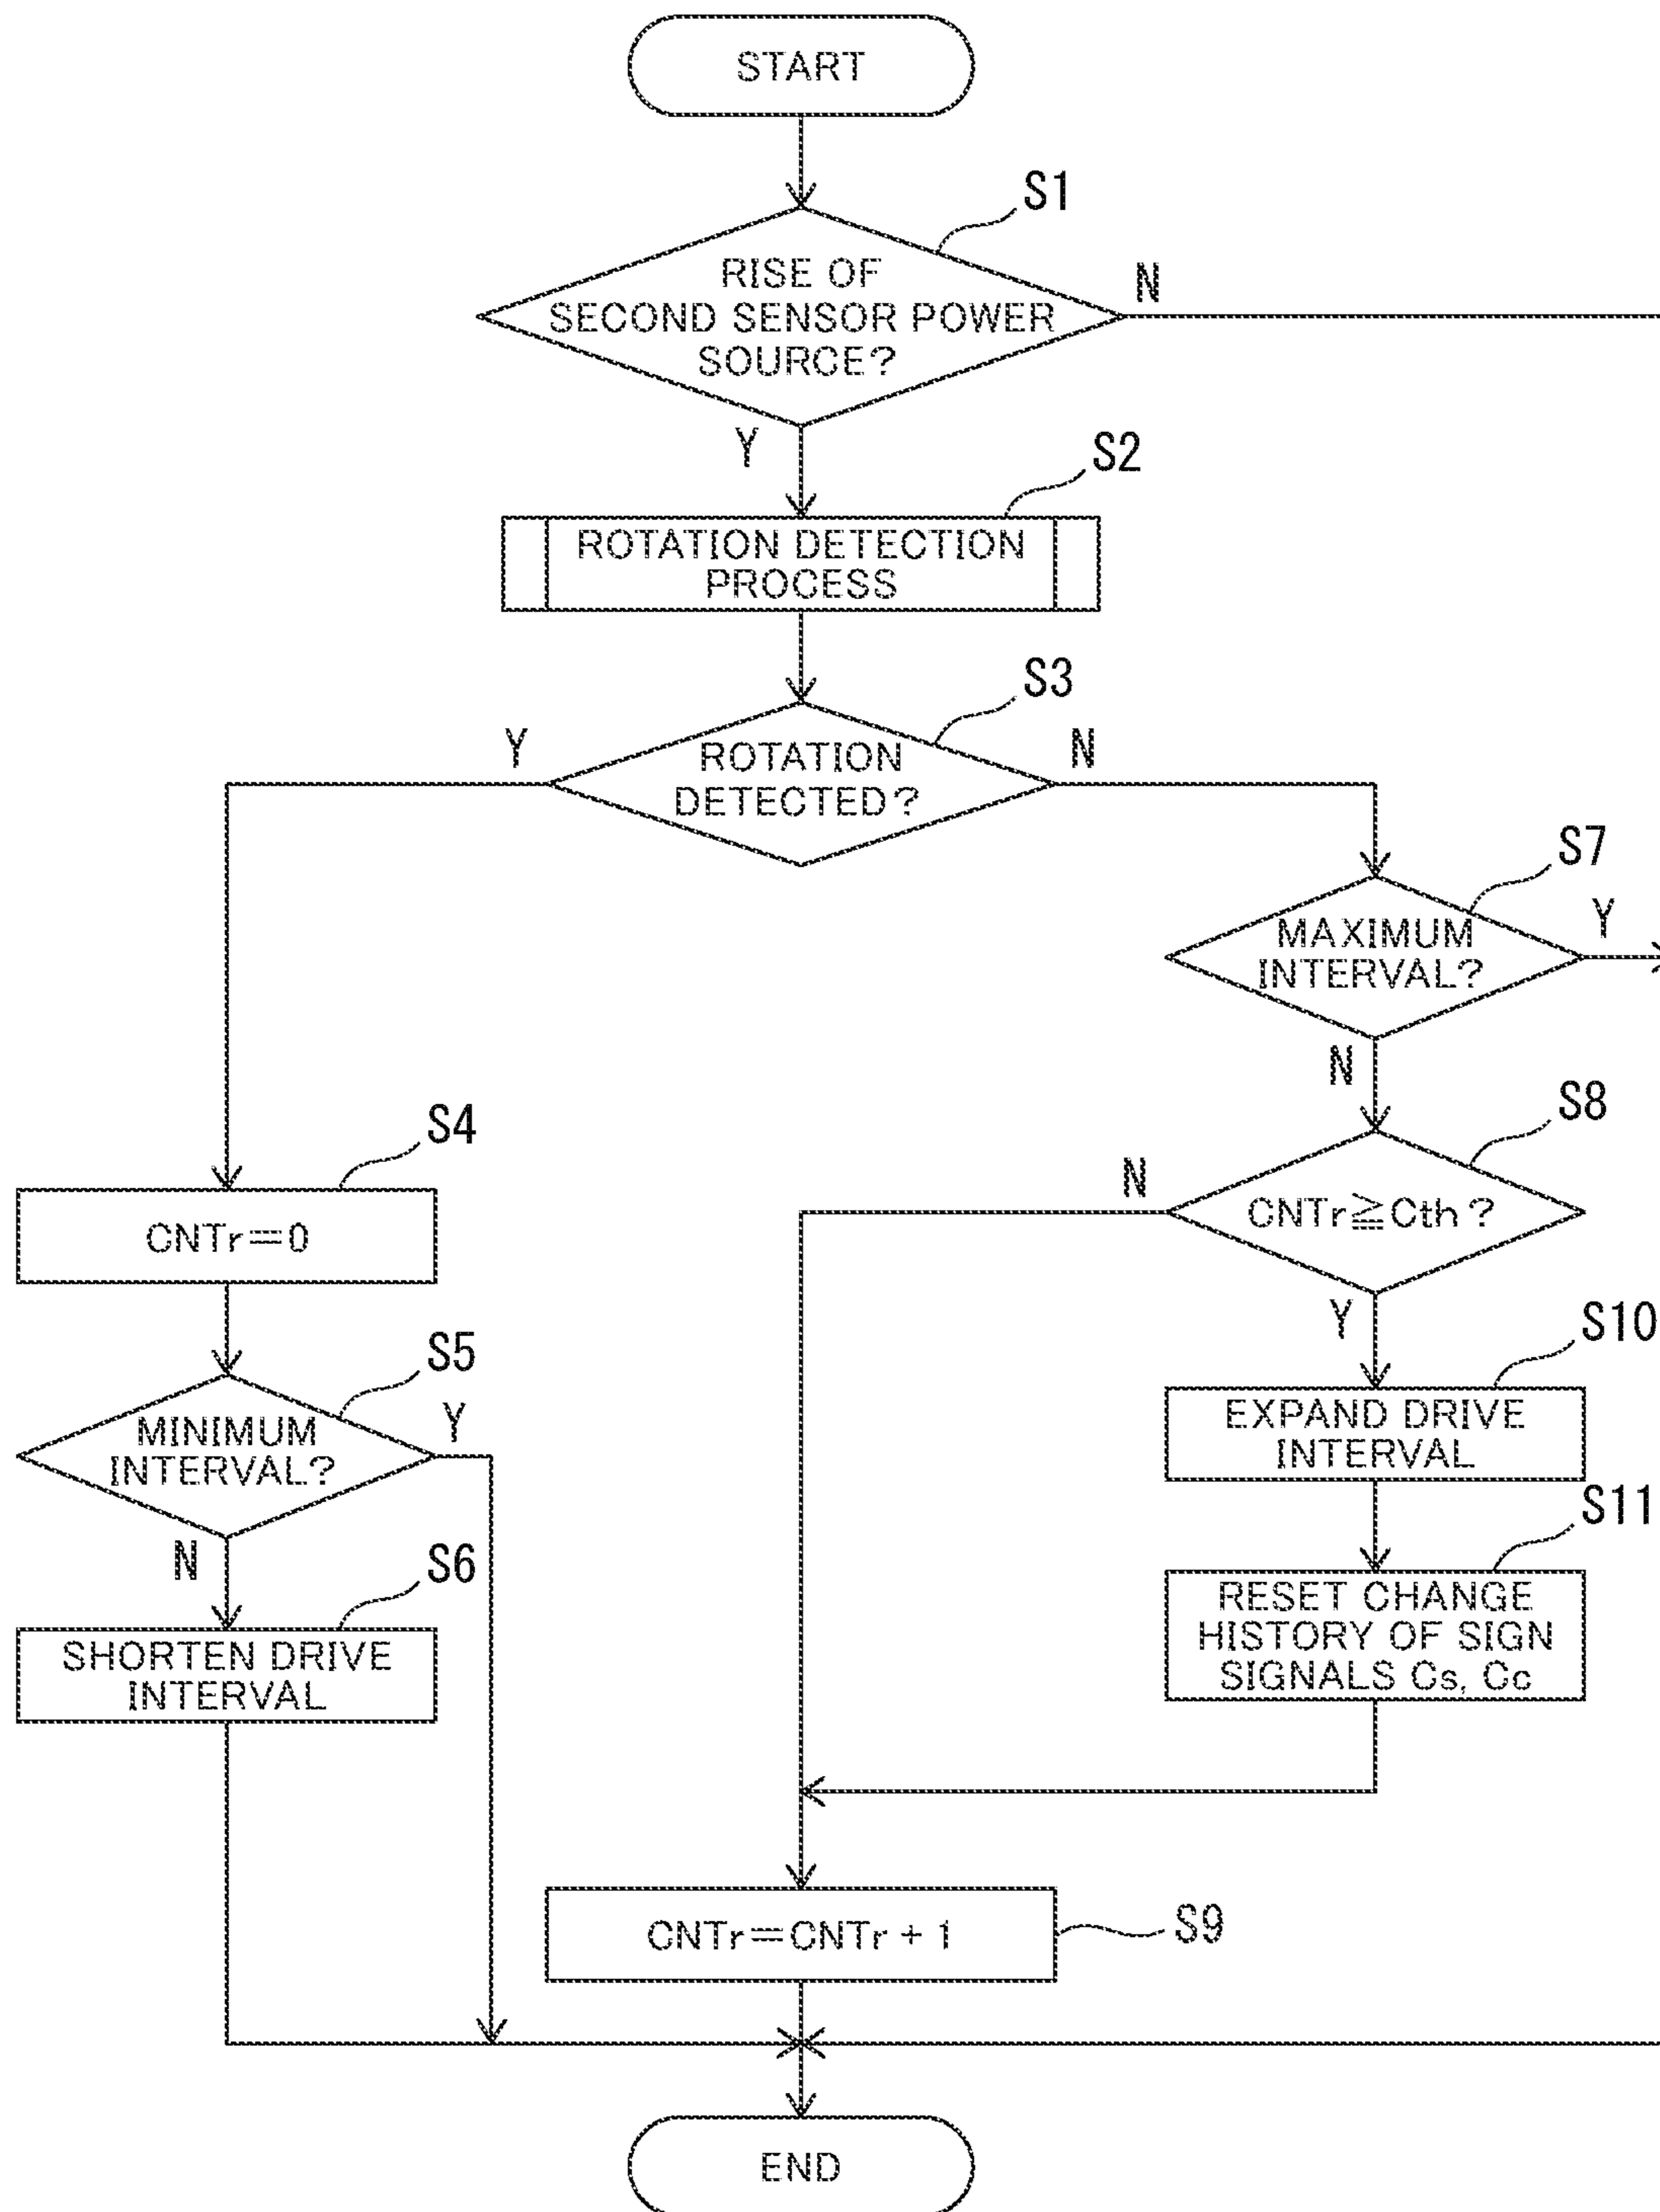 START
S1
RISE OF
SECOND SENSOR POWER
SOURCE?
N
Y
S2
ROTATION DETECTION
PROCESS
S3
Y
ROTATION
DETECTED?
N
S7
MAXIMUM
INTERVAL?
Y
N
S8
N
CNTr≧Cth?
Y
S4
CNTr=0
S5
MINIMUM
INTERVAL?
Y
N
S6
SHORTEN DRIVE
INTERVAL
S10
EXPAND DRIVE
INTERVAL
S11
RESET CHANGE
HISTORY OF SIGN
SIGNALS Cs, Cc
CNTr=CNTr + 1
S9
END